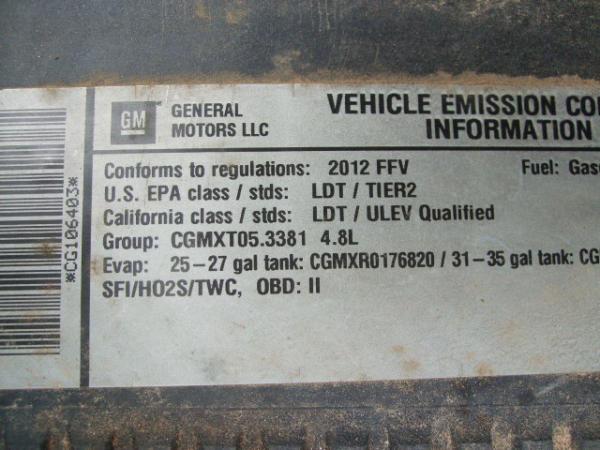 GM GENERAL MOTORS LLC
VEHICLE EMISSION
INFORMATION
Conforms to regulations: 2012 FFV Fuel:
U.S. EPA class / stds: LDT / TIER2
California class / stds: LDT / ULEV Qualified
Group: CGMXT05.3381 4.8L
Evap: 25-27 gal tank: CGMXR0176820 / 31-35 gal tank: CG
SFI/HO2S/TWC, OBD: II
*CG106403*